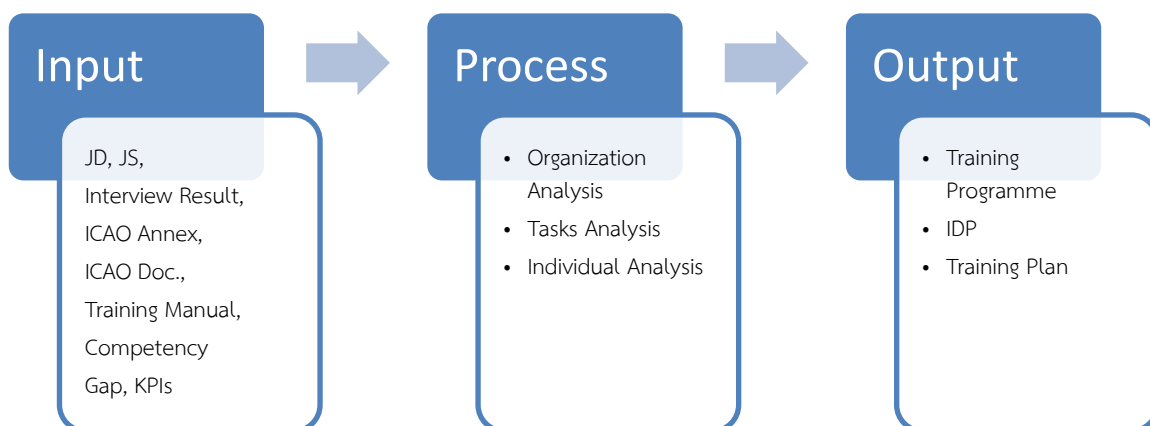 Input
JD, JS,
Interview Result,
ICAO Annex,
ICAO Doc.,
Training Manual,
Competency
Gap, KPIs
Process
• Organization
Analysis
• Tasks Analysis
• Individual Analysis
Output
• Training
Programme
• IDP
• Training Plan